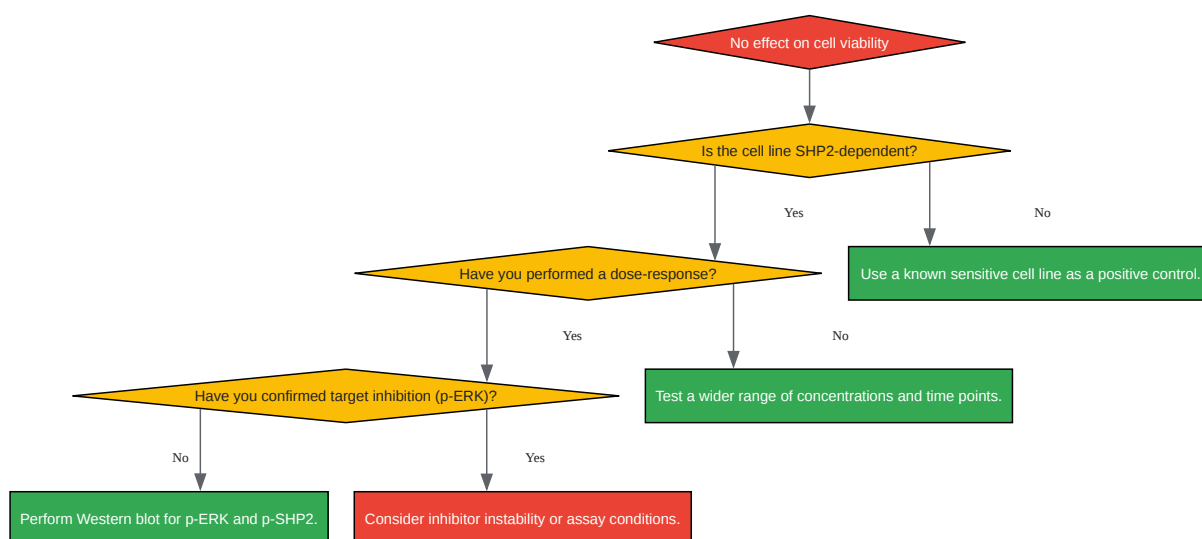 No effect on cell viability
Is the cell line SHP2-dependent?
Yes
No
Have you performed a dose-response?
Use a known sensitive cell line as a positive control.
Yes
No
Have you confirmed target inhibition (p-ERK)?
Test a wider range of concentrations and time points.
No
Yes
Perform Western blot for p-ERK and p-SHP2.
Consider inhibitor instability or assay conditions.